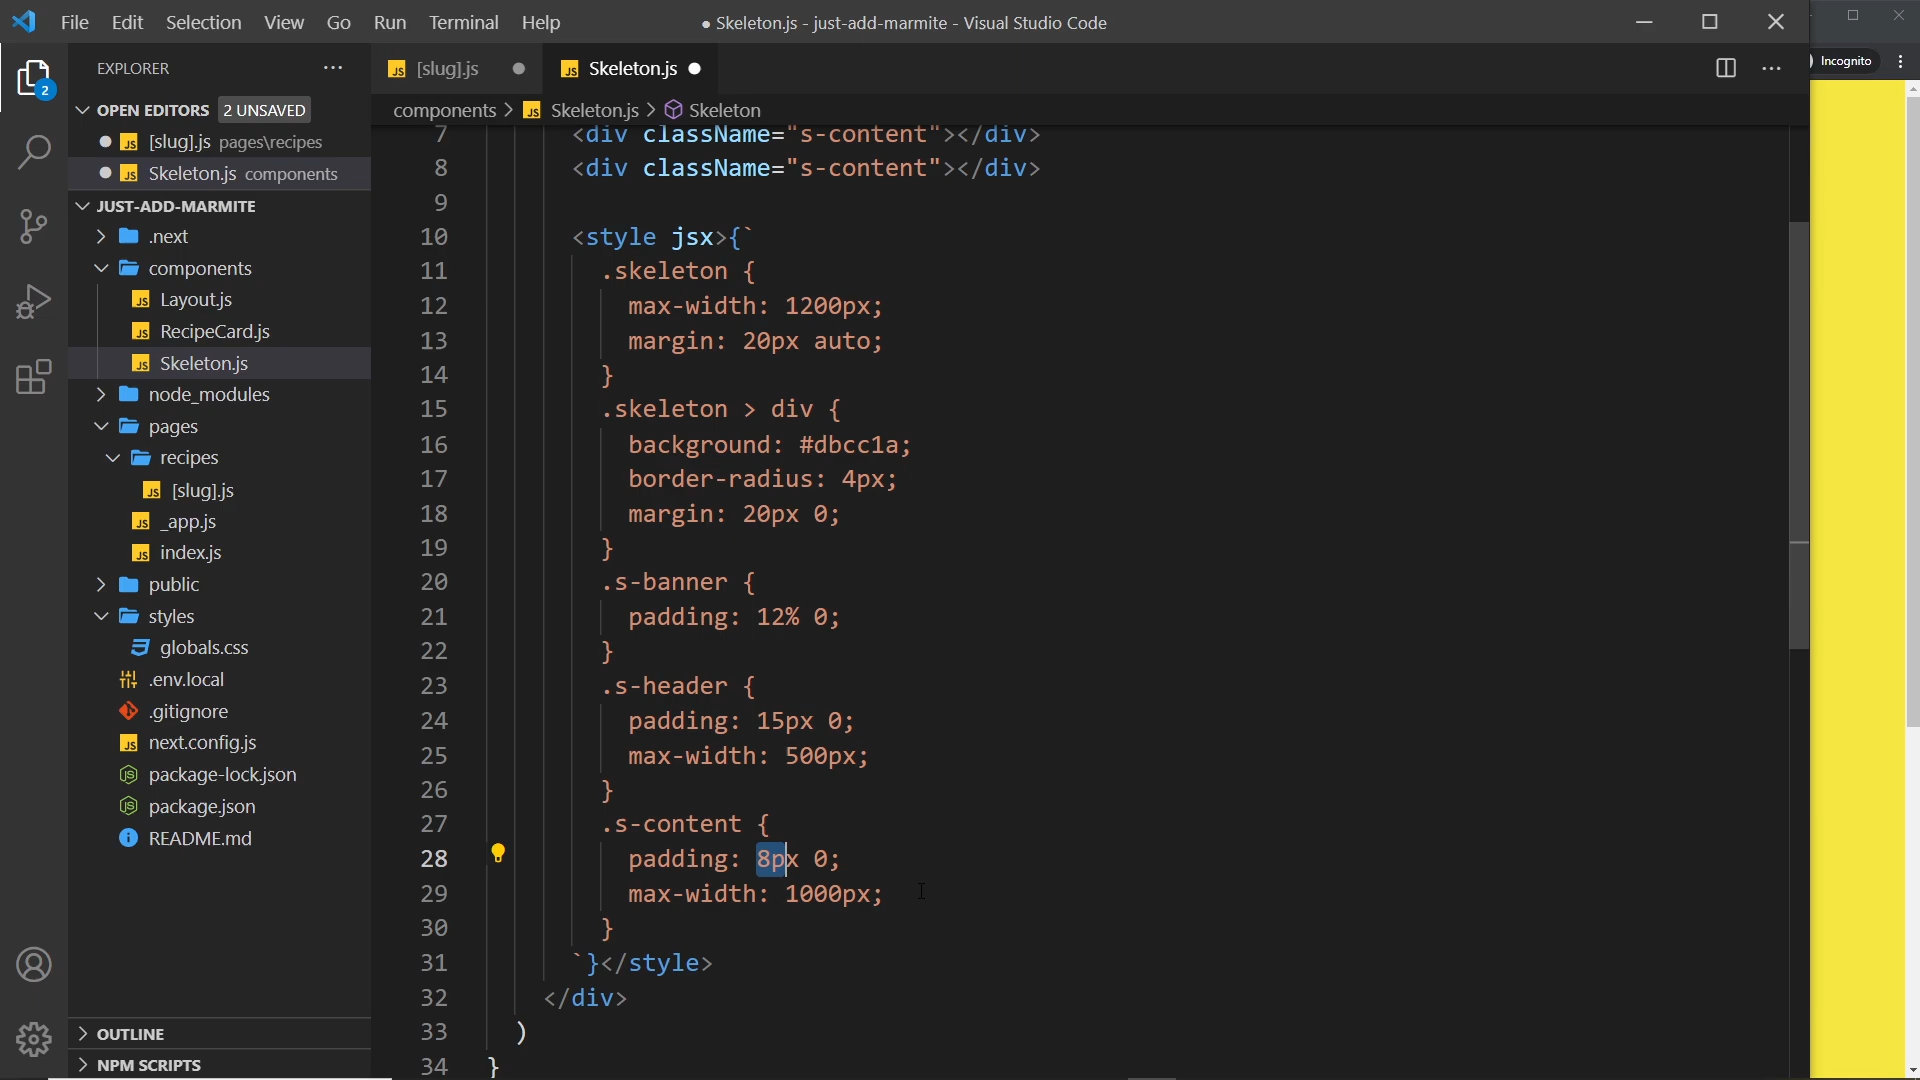 File Edit Selection View Go Run Terminal Help
● Skeleton.js - just-add-marmite - Visual Studio Code
Incognito
EXPLORER
OPEN EDITORS 2 UNSAVED
[slug].js pages\recipes
Skeleton.js components
JUST-ADD-MARMITE
.next
components
Layout.js
RecipeCard.js
Skeleton.js
node_modules
pages
recipes
[slug].js
_app.js
index.js
public
styles
globals.css
.env.local
.gitignore
next.config.js
package-lock.json
package.json
README.md
OUTLINE
NPM SCRIPTS
2
JS [slug].js
JS Skeleton.js
components > JS Skeleton.js > Skeleton
7 <div className="s-content"></div>
8 <div className="s-content"></div>
9
10 <style jsx>{`
11 .skeleton {
12 max-width: 1200px;
13 margin: 20px auto;
14 }
15 .skeleton > div {
16 background: #dbcc1a;
17 border-radius: 4px;
18 margin: 20px 0;
19 }
20 .s-banner {
21 padding: 12% 0;
22 }
23 .s-header {
24 padding: 15px 0;
25 max-width: 500px;
26 }
27 .s-content {
28 padding: 8px 0;
29 max-width: 1000px;
30 }
31 `}</style>
32 </div>
33 )
34 }